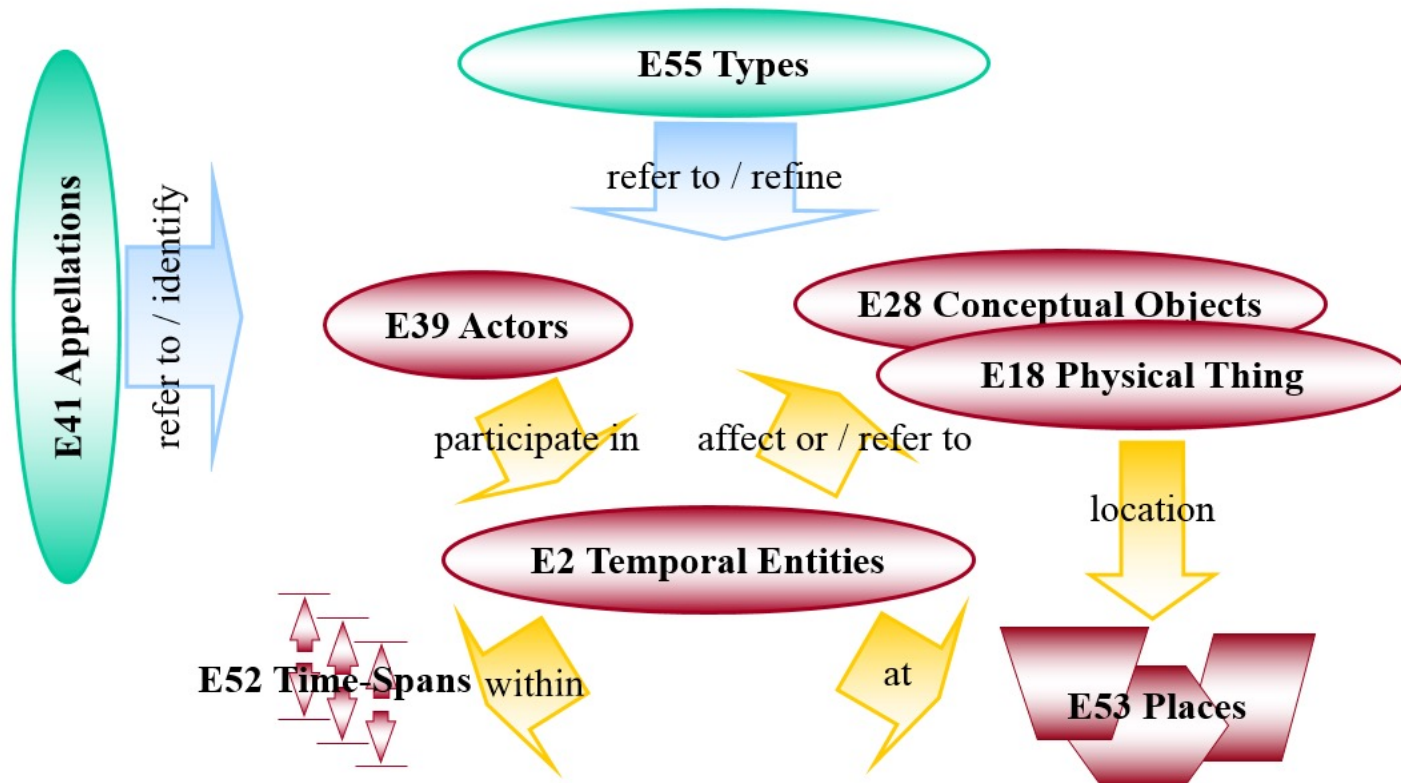 E55 Types
refer to / refine
E41 Appellations
refer to / identify
E39 Actors
E28 Conceptual Objects
E18 Physical Thing
participate in
affect or / refer to
location
E2 Temporal Entities
E52 Time-Spans
within
at
E53 Places